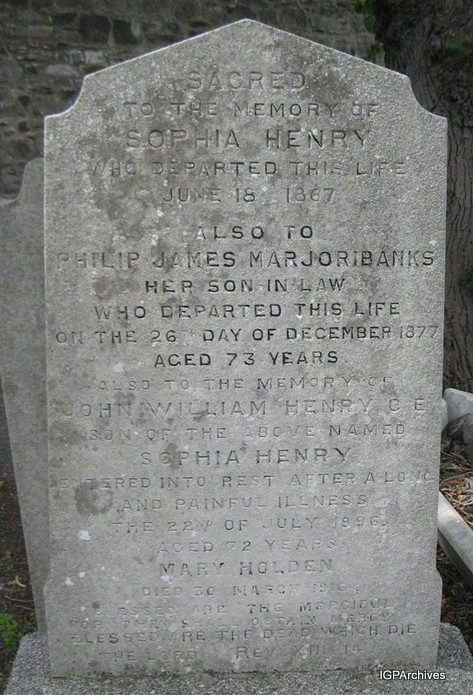 SACRED
TO THE MEMORY OF
SOPHIA HENRY
WHO DEPARTED THIS LIFE
JUNE 18 1867
ALSO TO
PHILIP JAMES MARJORIBANKS
HER SON IN LAW
WHO DEPARTED THIS LIFE
ON THE 26TH DAY OF DECEMBER 1877
AGED 73 YEARS.
ALSO TO THE MEMORY OF
JOHN WILLIAM HENRY C.E.
SON OF THE ABOVE NAMED
SOPHIA HENRY
ENTERED INTO REST AFTER A LONG
AND PAINFUL ILLNESS
THE 22ND OF JULY 1896.
AGED 72 YEARS.
MARY HOLDEN
DIED 30 MARCH
BLESSED ARE THE MERCIFUL
FOR THEY SHALL OBTAIN MERCY
BLESSED ARE THE DEAD WHICH DIE
THE LORD REV. 14
IGPArchives